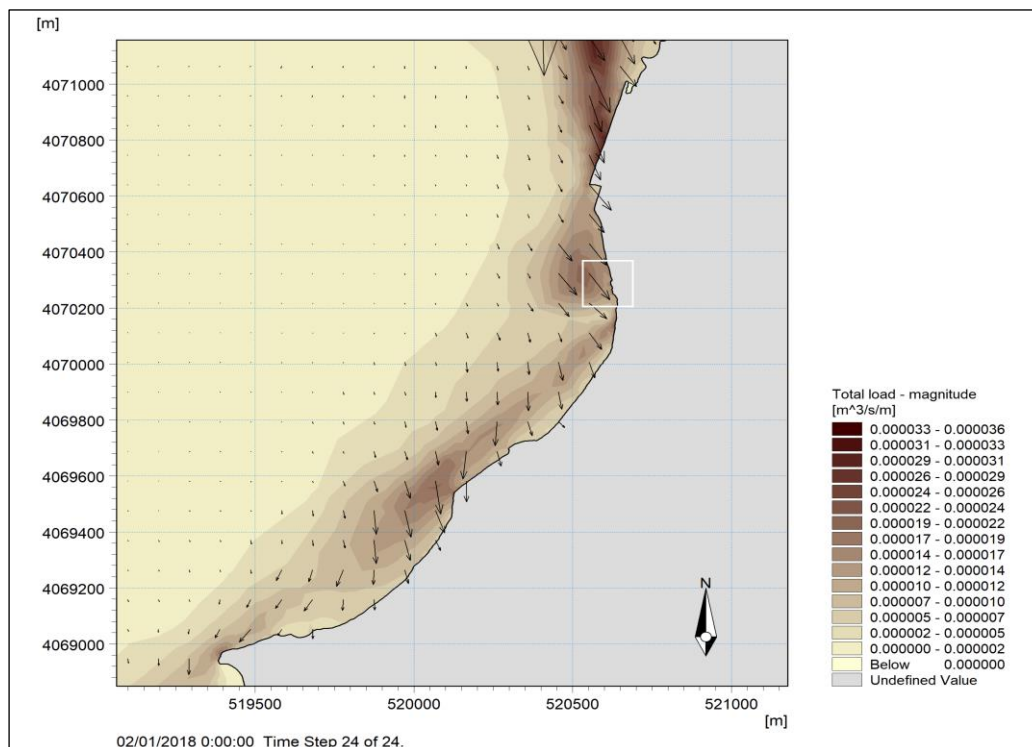 [m]
4071000
4070800
4070600
4070400
4070200
4070000
4069800
4069600
4069400
4069200
4069000
519500 520000 520500 521000
[m]
02/01/2018 0:00:00 Time Step 24 of 24.
N
Total load - magnitude
[m^3/s/m]
0.000033 - 0.000036
0.000031 - 0.000033
0.000029 - 0.000031
0.000026 - 0.000029
0.000024 - 0.000026
0.000022 - 0.000024
0.000019 - 0.000022
0.000017 - 0.000019
0.000014 - 0.000017
0.000012 - 0.000014
0.000010 - 0.000012
0.000007 - 0.000010
0.000005 - 0.000007
0.000002 - 0.000005
0.000000 - 0.000002
Below 0.000000
Undefined Value